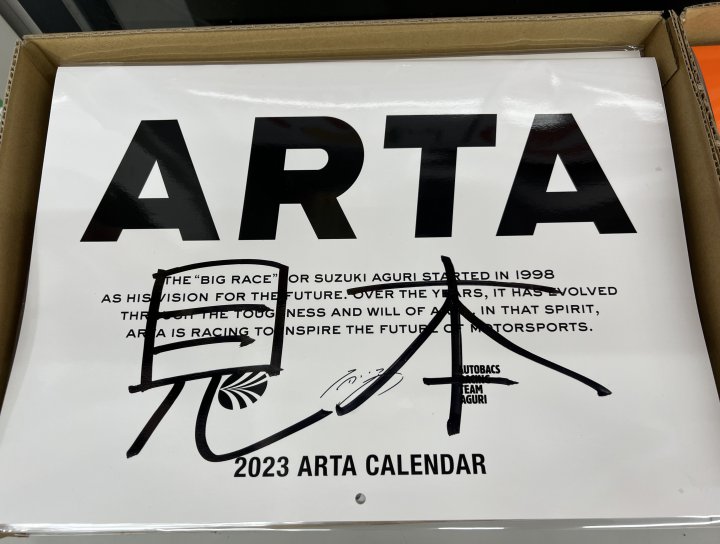 ARTA
THE "BIG RACE" FOR SUZUKI AGURI STARTED IN 1998
AS HIS VISION FOR THE FUTURE. OVER THE YEARS, IT HAS EVOLVED
THROUGH THE TOUGHNESS AND WILL OF ARTA. IN THAT SPIRIT,
ARTA IS RACING TO INSPIRE THE FUTURE OF MOTORSPORTS.
見本
AUTOBACS
RACING
TEAM
AGURI
2023 ARTA CALENDAR